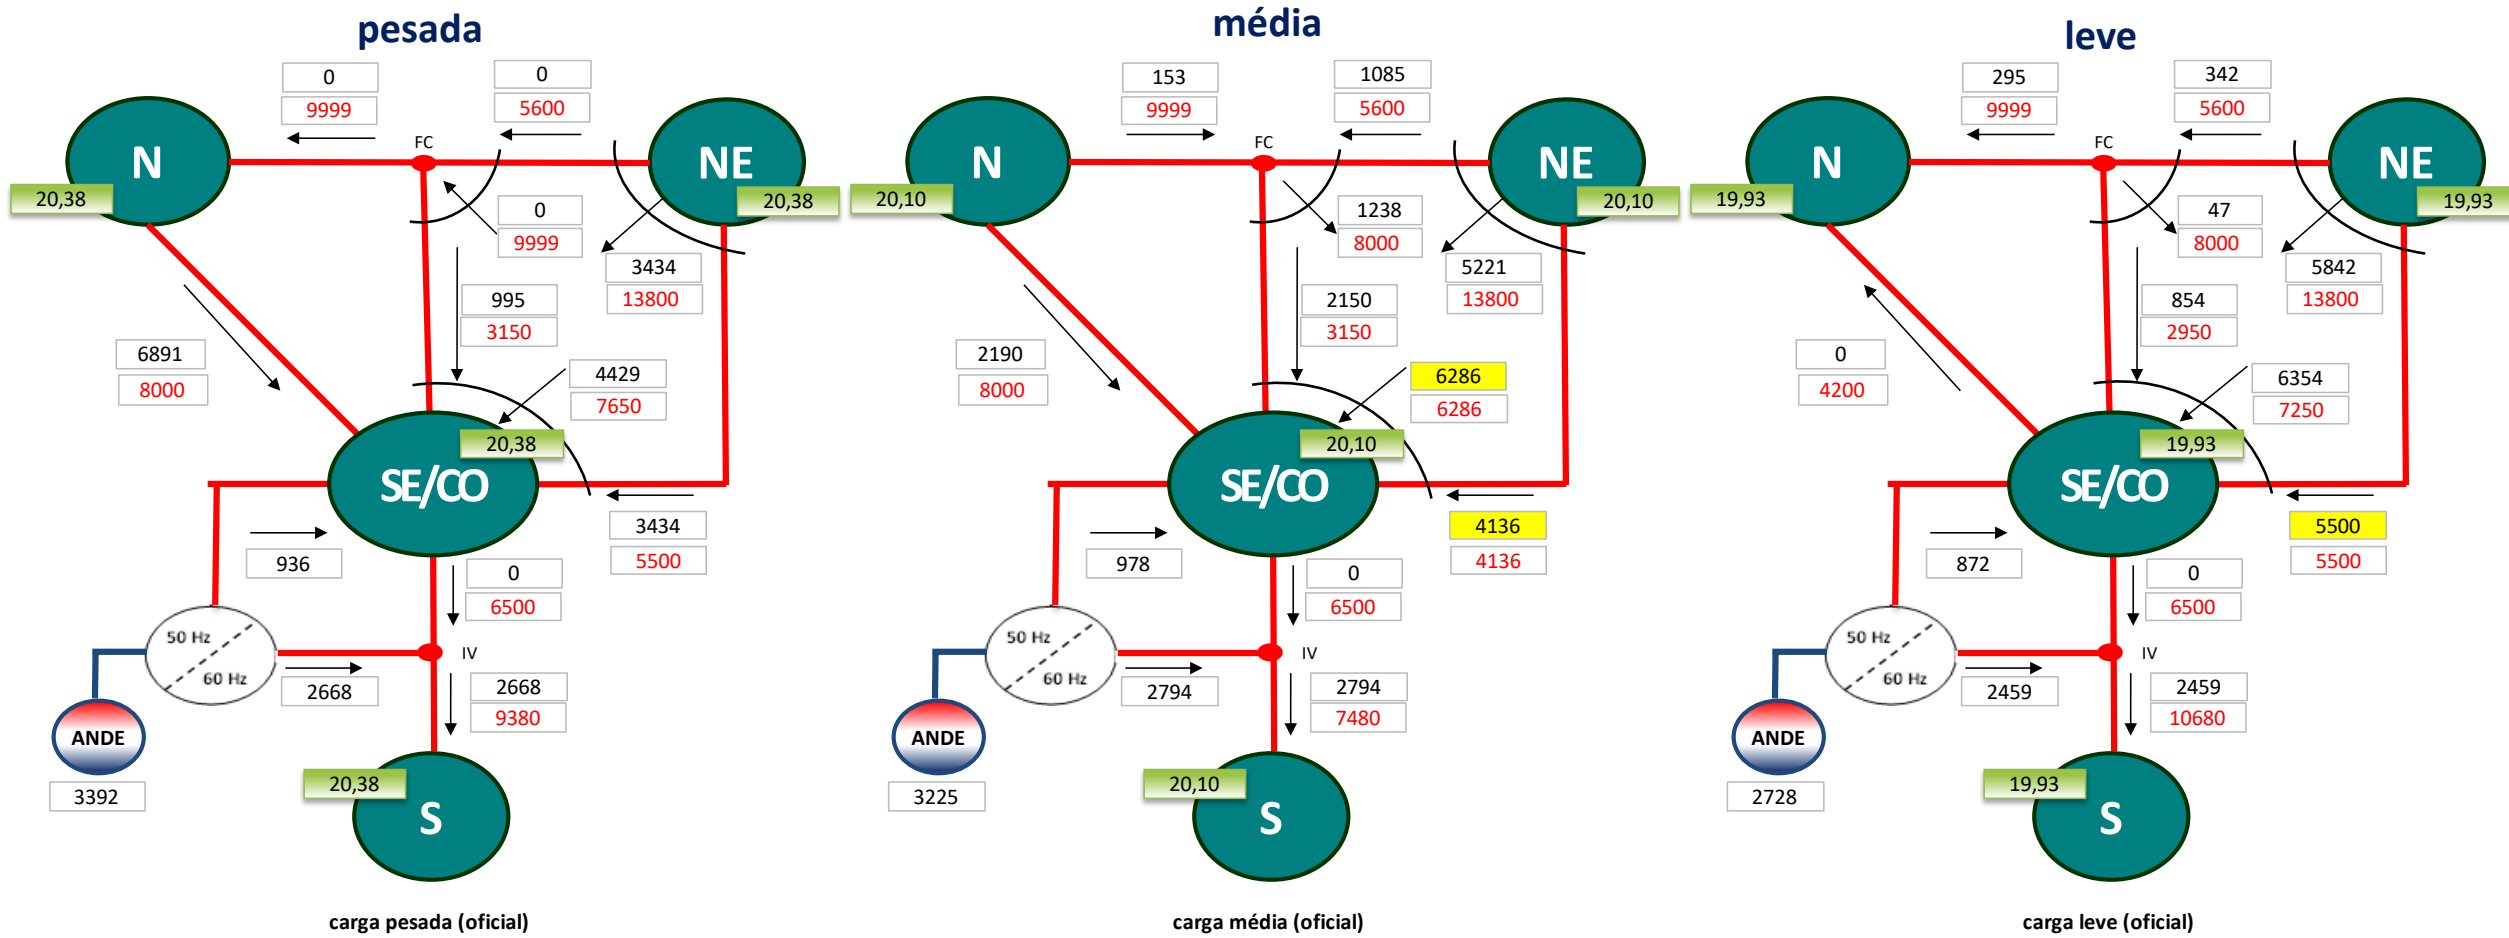 pesada
0
9999
0
5600
FC
N
20,38
NE
20,38
0
9999
3434
13800
995
3150
6891
8000
4429
7650
20,38
SE/CO
3434
5500
936
0
6500
50 Hz
60 Hz
IV
2668
2668
9380
ANDE
3392
20,38
S
carga pesada (oficial)
média
153
9999
1085
5600
FC
N
20,10
NE
20,10
1238
8000
5221
13800
2150
3150
2190
8000
6286
6286
20,10
SE/CO
4136
4136
978
0
6500
50 Hz
60 Hz
IV
2794
2794
7480
ANDE
3225
20,10
S
carga média (oficial)
leve
295
9999
342
5600
FC
N
19,93
NE
19,93
47
8000
5842
13800
854
2950
0
4200
6354
7250
19,93
SE/CO
5500
5500
872
0
6500
50 Hz
60 Hz
IV
2459
2459
10680
ANDE
2728
19,93
S
carga leve (oficial)